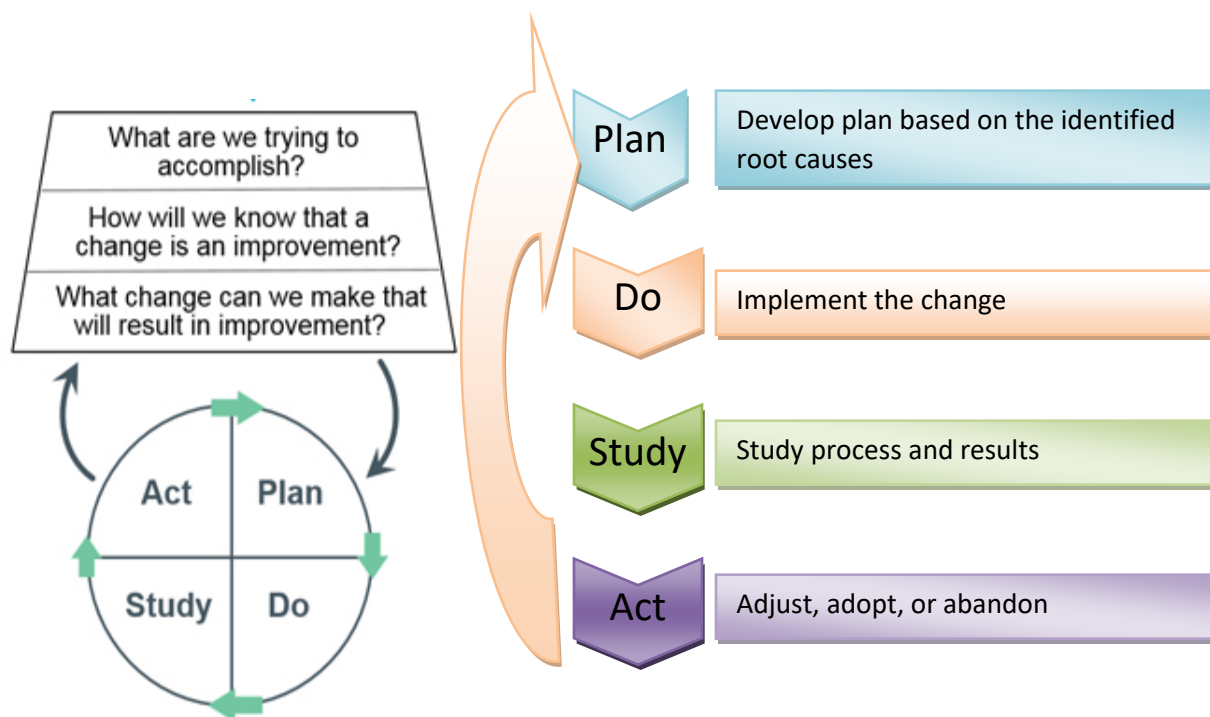 What are we trying to
accomplish?
How will we know that a
change is an improvement?
What change can we make that
will result in improvement?
Act
Plan
Study
Do
Plan
Develop plan based on the identified
root causes
Do
Implement the change
Study
Study process and results
Act
Adjust, adopt, or abandon